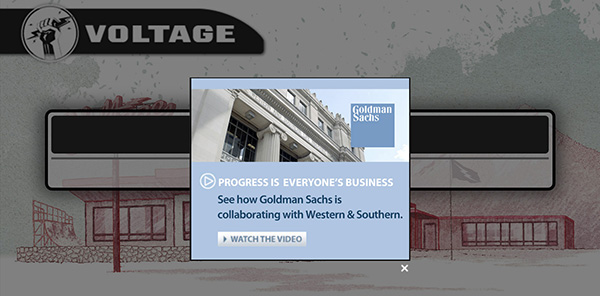 VOLTAGE
Goldman
Sachs
PROGRESS IS EVERYONE'S BUSINESS
See how Goldman Sachs is
collaborating with Western & Southern.
WATCH THE VIDEO